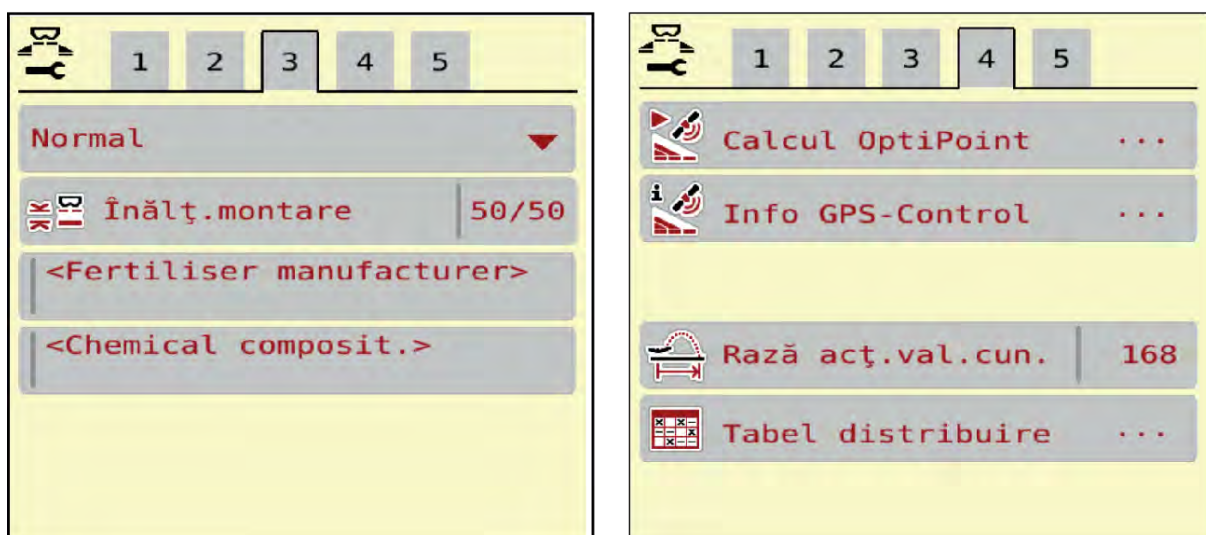 1 2 3 4 5
Normal
Înălț.montare 50/50
<Fertiliser manufacturer>
<Chemical composit.>
1 2 3 4 5
Calcul OptiPoint ...
Info GPS-Control ...
Rază acţ.val.cun. 168
Tabel distribuire ...